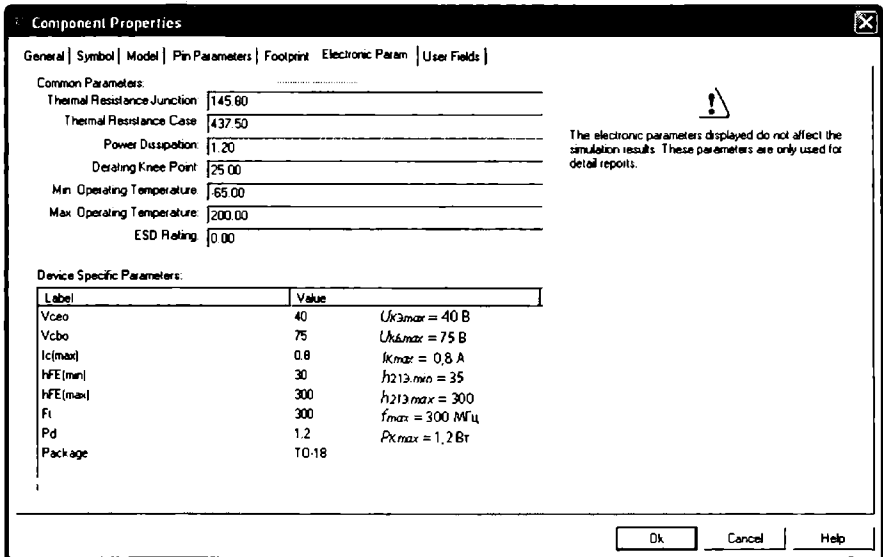 Component Properties
General | Symbol | Model | Pin Parameters | Footprint | Electronic Param | User Fields |
Common Parameters:
Thermal Resistance Junction: 145.80
Thermal Resistance Case 437.50
Power Dissipation: 1.20
Derating Knee Point 25.00
Min Operating Temperature -65.00
Max Operating Temperature: 200.00
ESD Rating 0.00
The electronic parameters displayed do not affect the
simulation results. These parameters are only used for
detail reports.
Device Specific Parameters:
Label Value
Vceo 40 Uкэmax = 40 В
Vcbo 75 Uкбmax = 75 В
Ic(max) 0.8 Iкmax = 0,8 А
hFE(min) 30 h21э.min = 35
hFE(max) 300 h21э max = 300
Ft 300 fmax = 300 МГц
Pd 1.2 Pк max = 1,2 Вт
Package TO-18
Ok Cancel Help